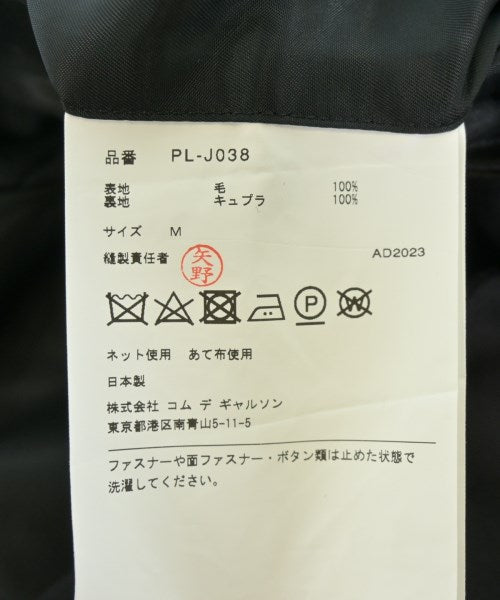 品番 PL-J038
表地 毛 100%
裏地 キュプラ 100%
サイズ M
縫製責任者 矢野 AD2023
P W
ネット使用 あて布使用
日本製
株式会社 コム デ ギャルソン
東京都港区南青山5-11-5
ファスナーや面ファスナー・ボタン類は止めた状態で
洗濯してください。